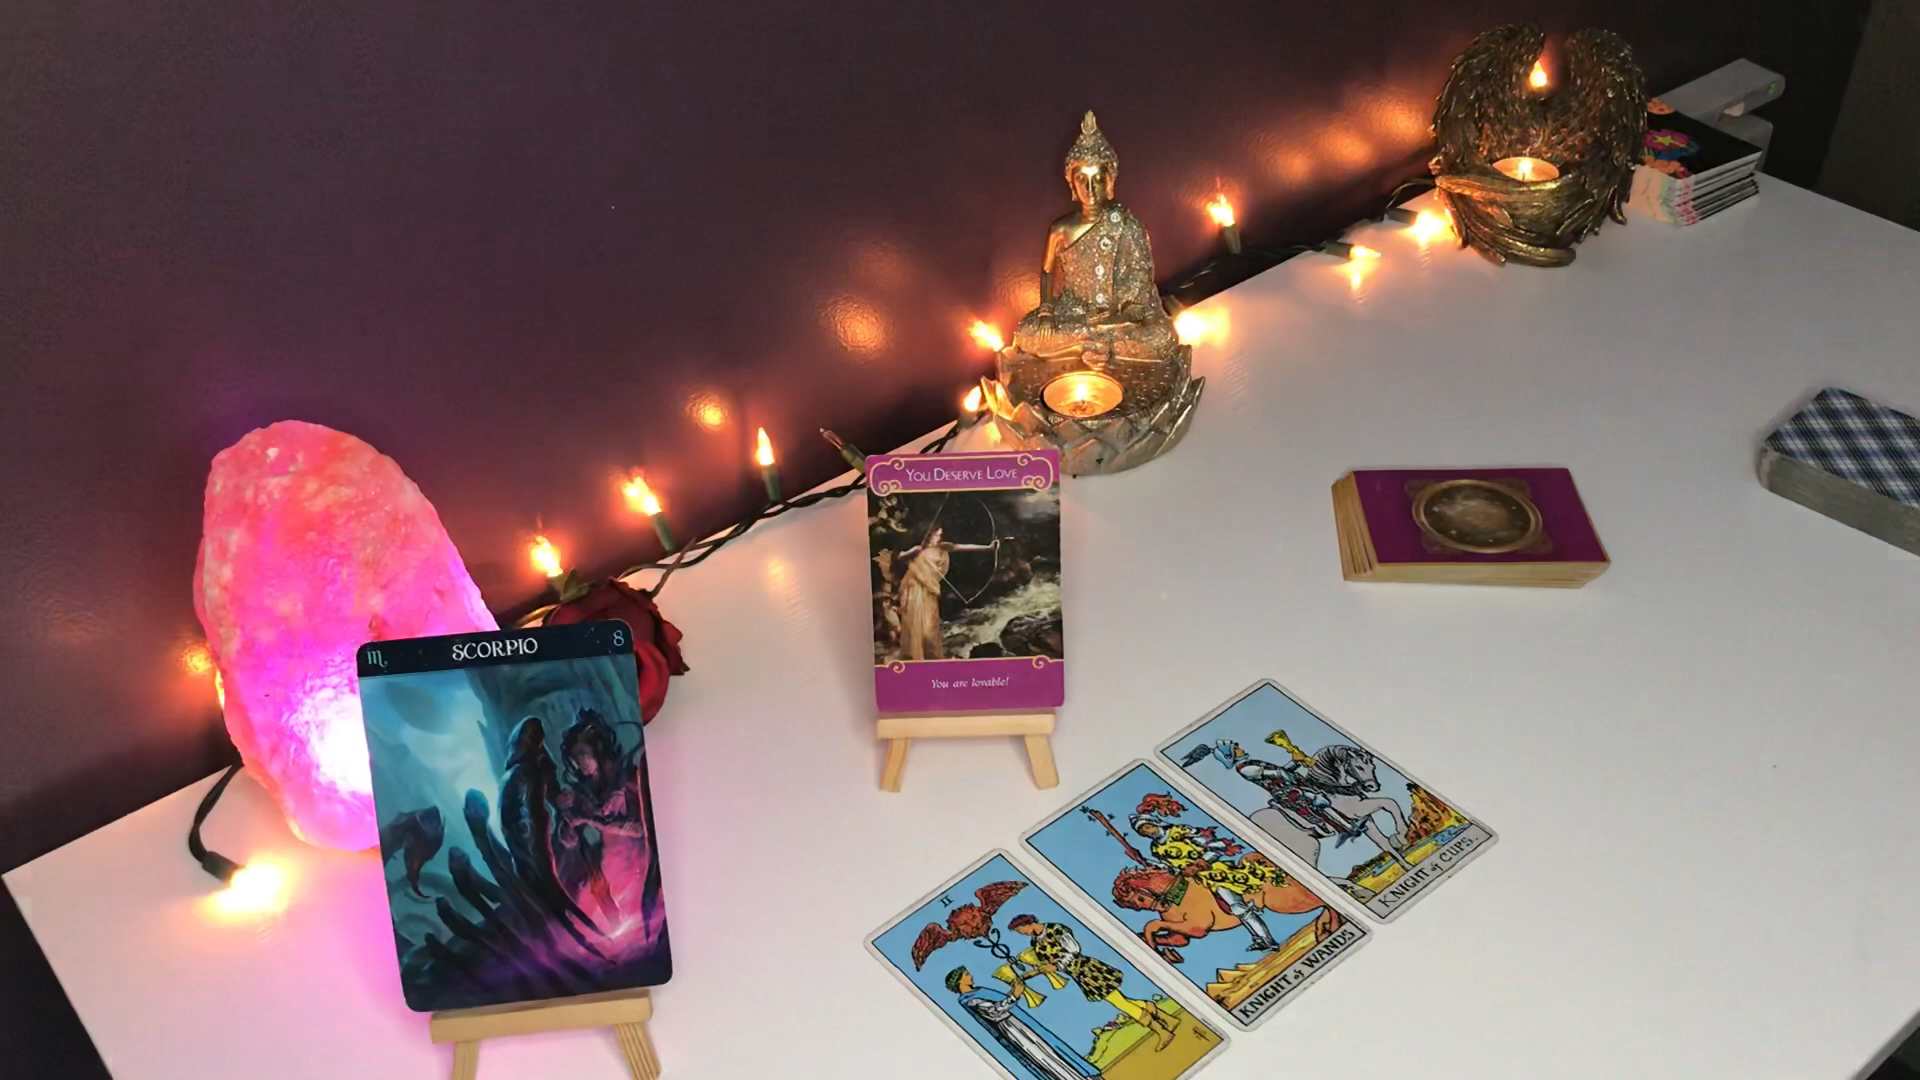 ♏ SCORPIO 8
YOU DESERVE LOVE
You are lovable!
II
KNIGHT of WANDS
KNIGHT of CUPS.